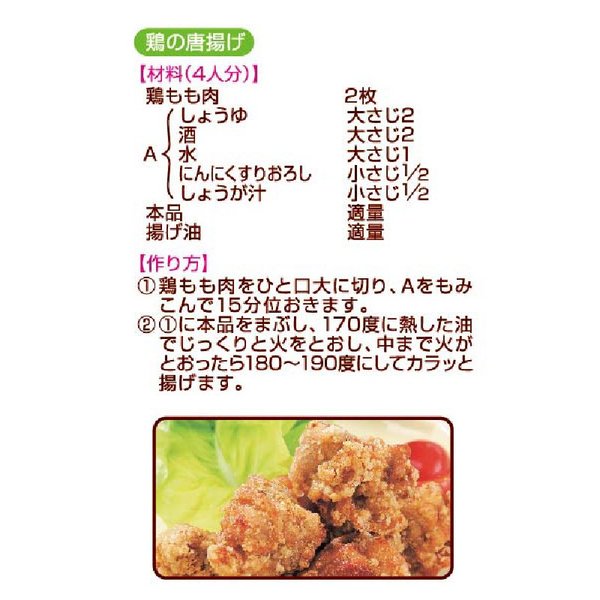 鶏の唐揚げ
【材料(4人分)】
鶏もも肉 2枚
しょうゆ 大さじ2
酒 大さじ2
A 水 大さじ1
にんにくすりおろし 小さじ1/2
しょうが汁 小さじ1/2
本品 適量
揚げ油 適量
【作り方】
①鶏もも肉をひと口大に切り、Aをもみ
こんで15分位おきます。
②①に本品をまぶし、170度に熱した油
でじっくりと火をとおし、中まで火が
とおったら180〜190度にしてカラッと
揚げます。